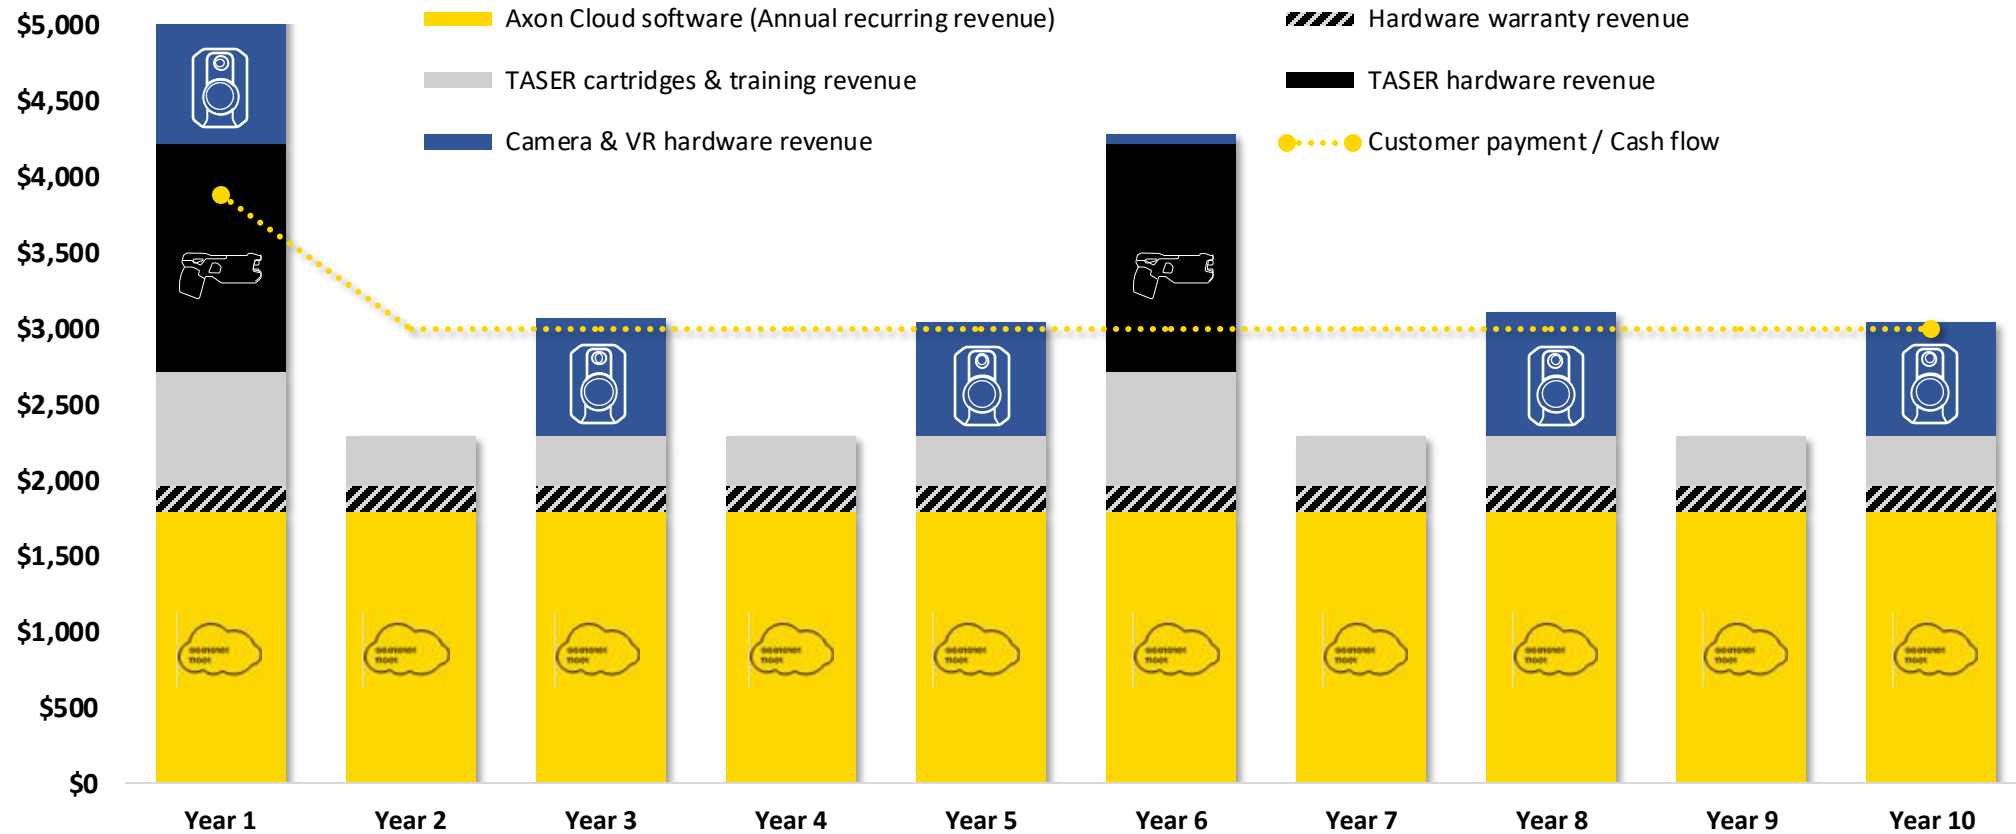 Axon Cloud software (Annual recurring revenue)
Hardware warranty revenue
TASER cartridges & training revenue
TASER hardware revenue
Camera & VR hardware revenue
Customer payment / Cash flow
$5,000
$4,500
$4,000
$3,500
$3,000
$2,500
$2,000
$1,500
$1,000
$500
$0
Year 1
Year 2
Year 3
Year 4
Year 5
Year 6
Year 7
Year 8
Year 9
Year 10